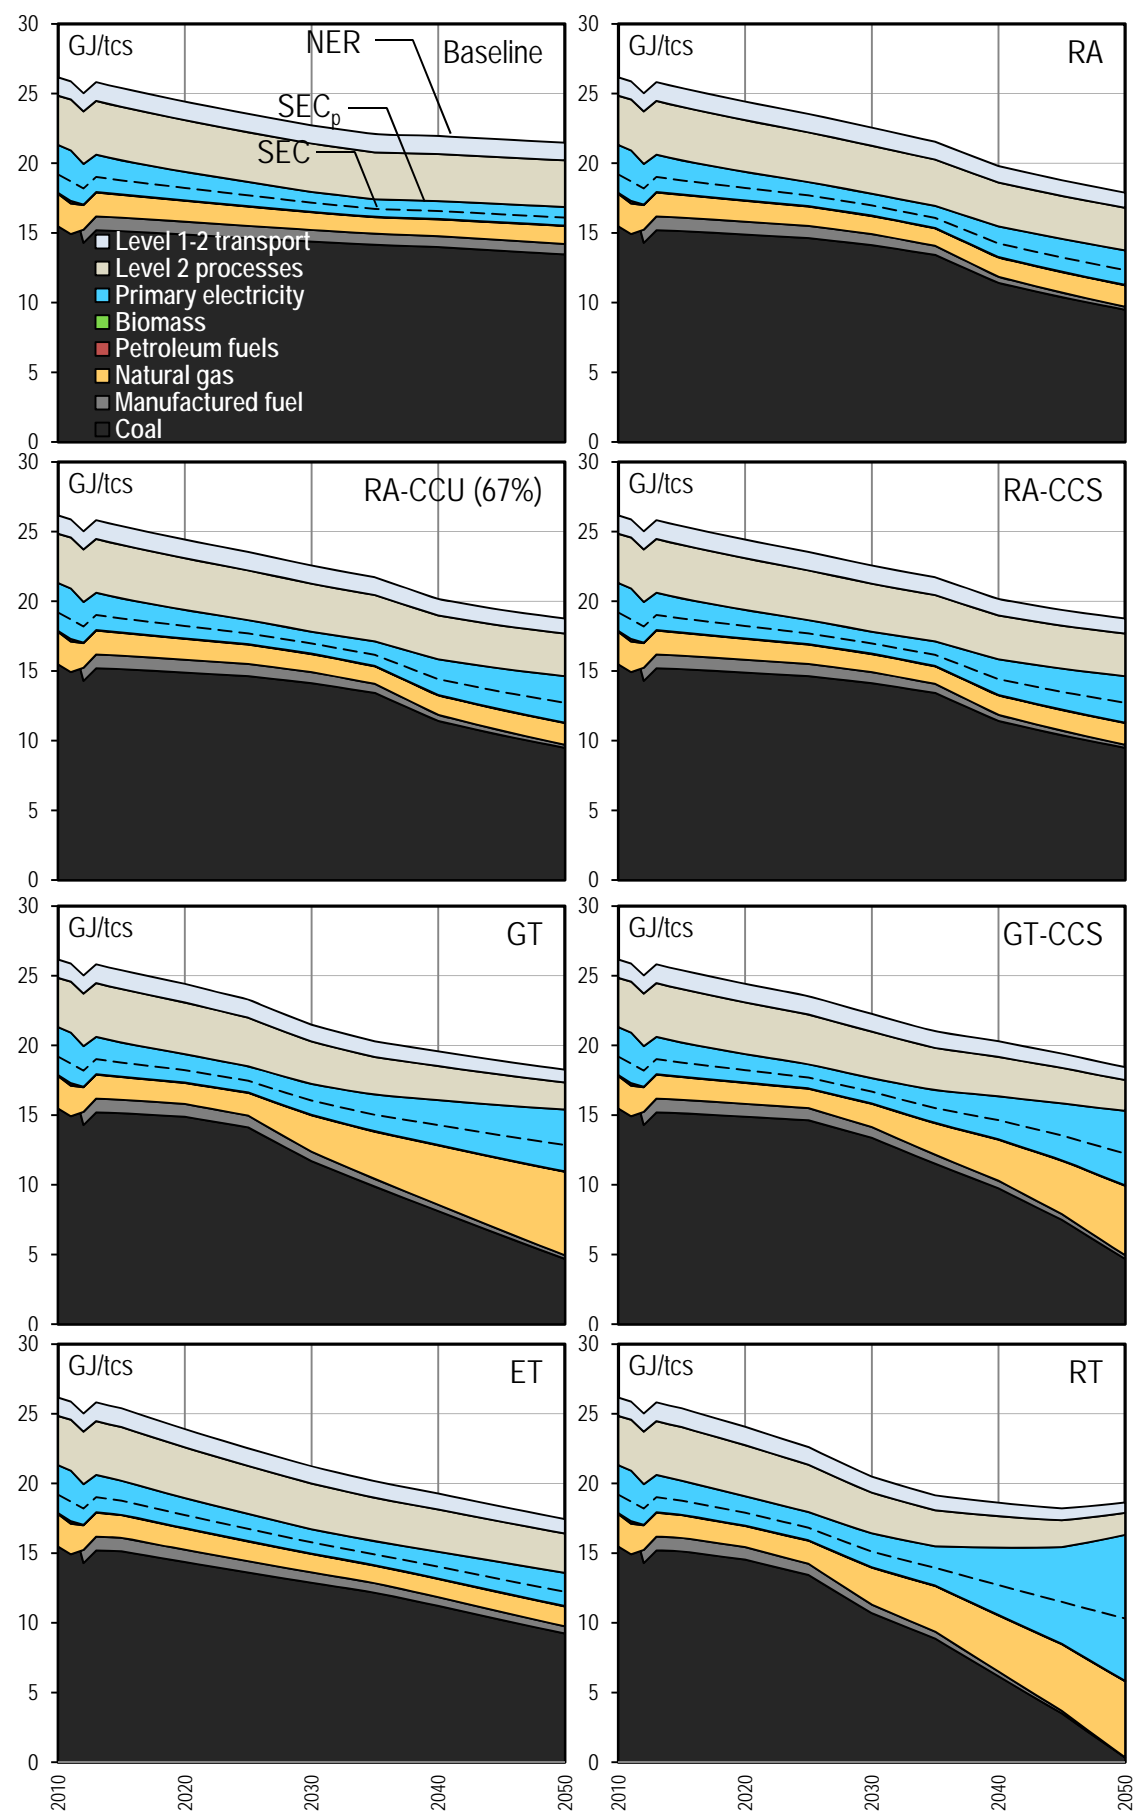 30
GJ/tcs
NER
Baseline
25
SECp
20
SEC
15
Level 1-2 transport
Level 2 processes
Primary electricity
10
Biomass
Petroleum fuels
5
Natural gas
Manufactured fuel
Coal
0
30
GJ/tcs
RA
25
20
15
10
5
0
30
GJ/tcs
RA-CCU (67%)
25
20
15
10
5
0
30
GJ/tcs
RA-CCS
25
20
15
10
5
0
30
GJ/tcs
GT
25
20
15
10
5
0
30
GJ/tcs
GT-CCS
25
20
15
10
5
0
30
GJ/tcs
ET
25
20
15
10
5
0
2010
2020
2030
2040
2050
30
GJ/tcs
RT
25
20
15
10
5
0
2010
2020
2030
2040
2050